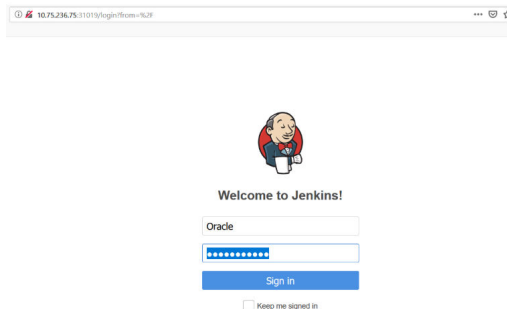 10.75.236.75:31019/login?from=%2F
Welcome to Jenkins!
Oracle
•••••••••••
Sign in
Keep me signed in